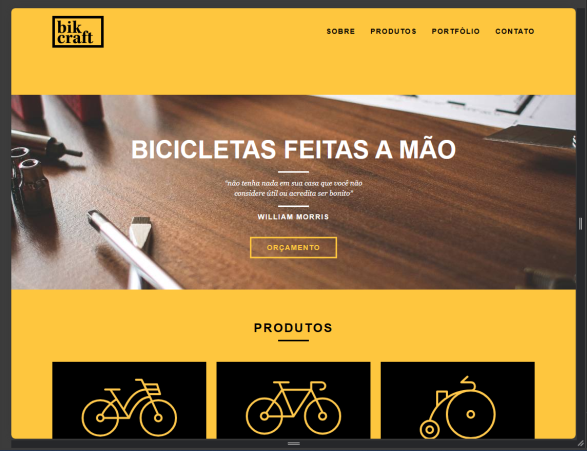 bik
craft
SOBRE PRODUTOS PORTFÓLIO CONTATO
BICICLETAS FEITAS A MÃO
"não tenha nada em sua casa que você não
considere útil ou acredita ser bonito"
WILLIAM MORRIS
ORÇAMENTO
PRODUTOS